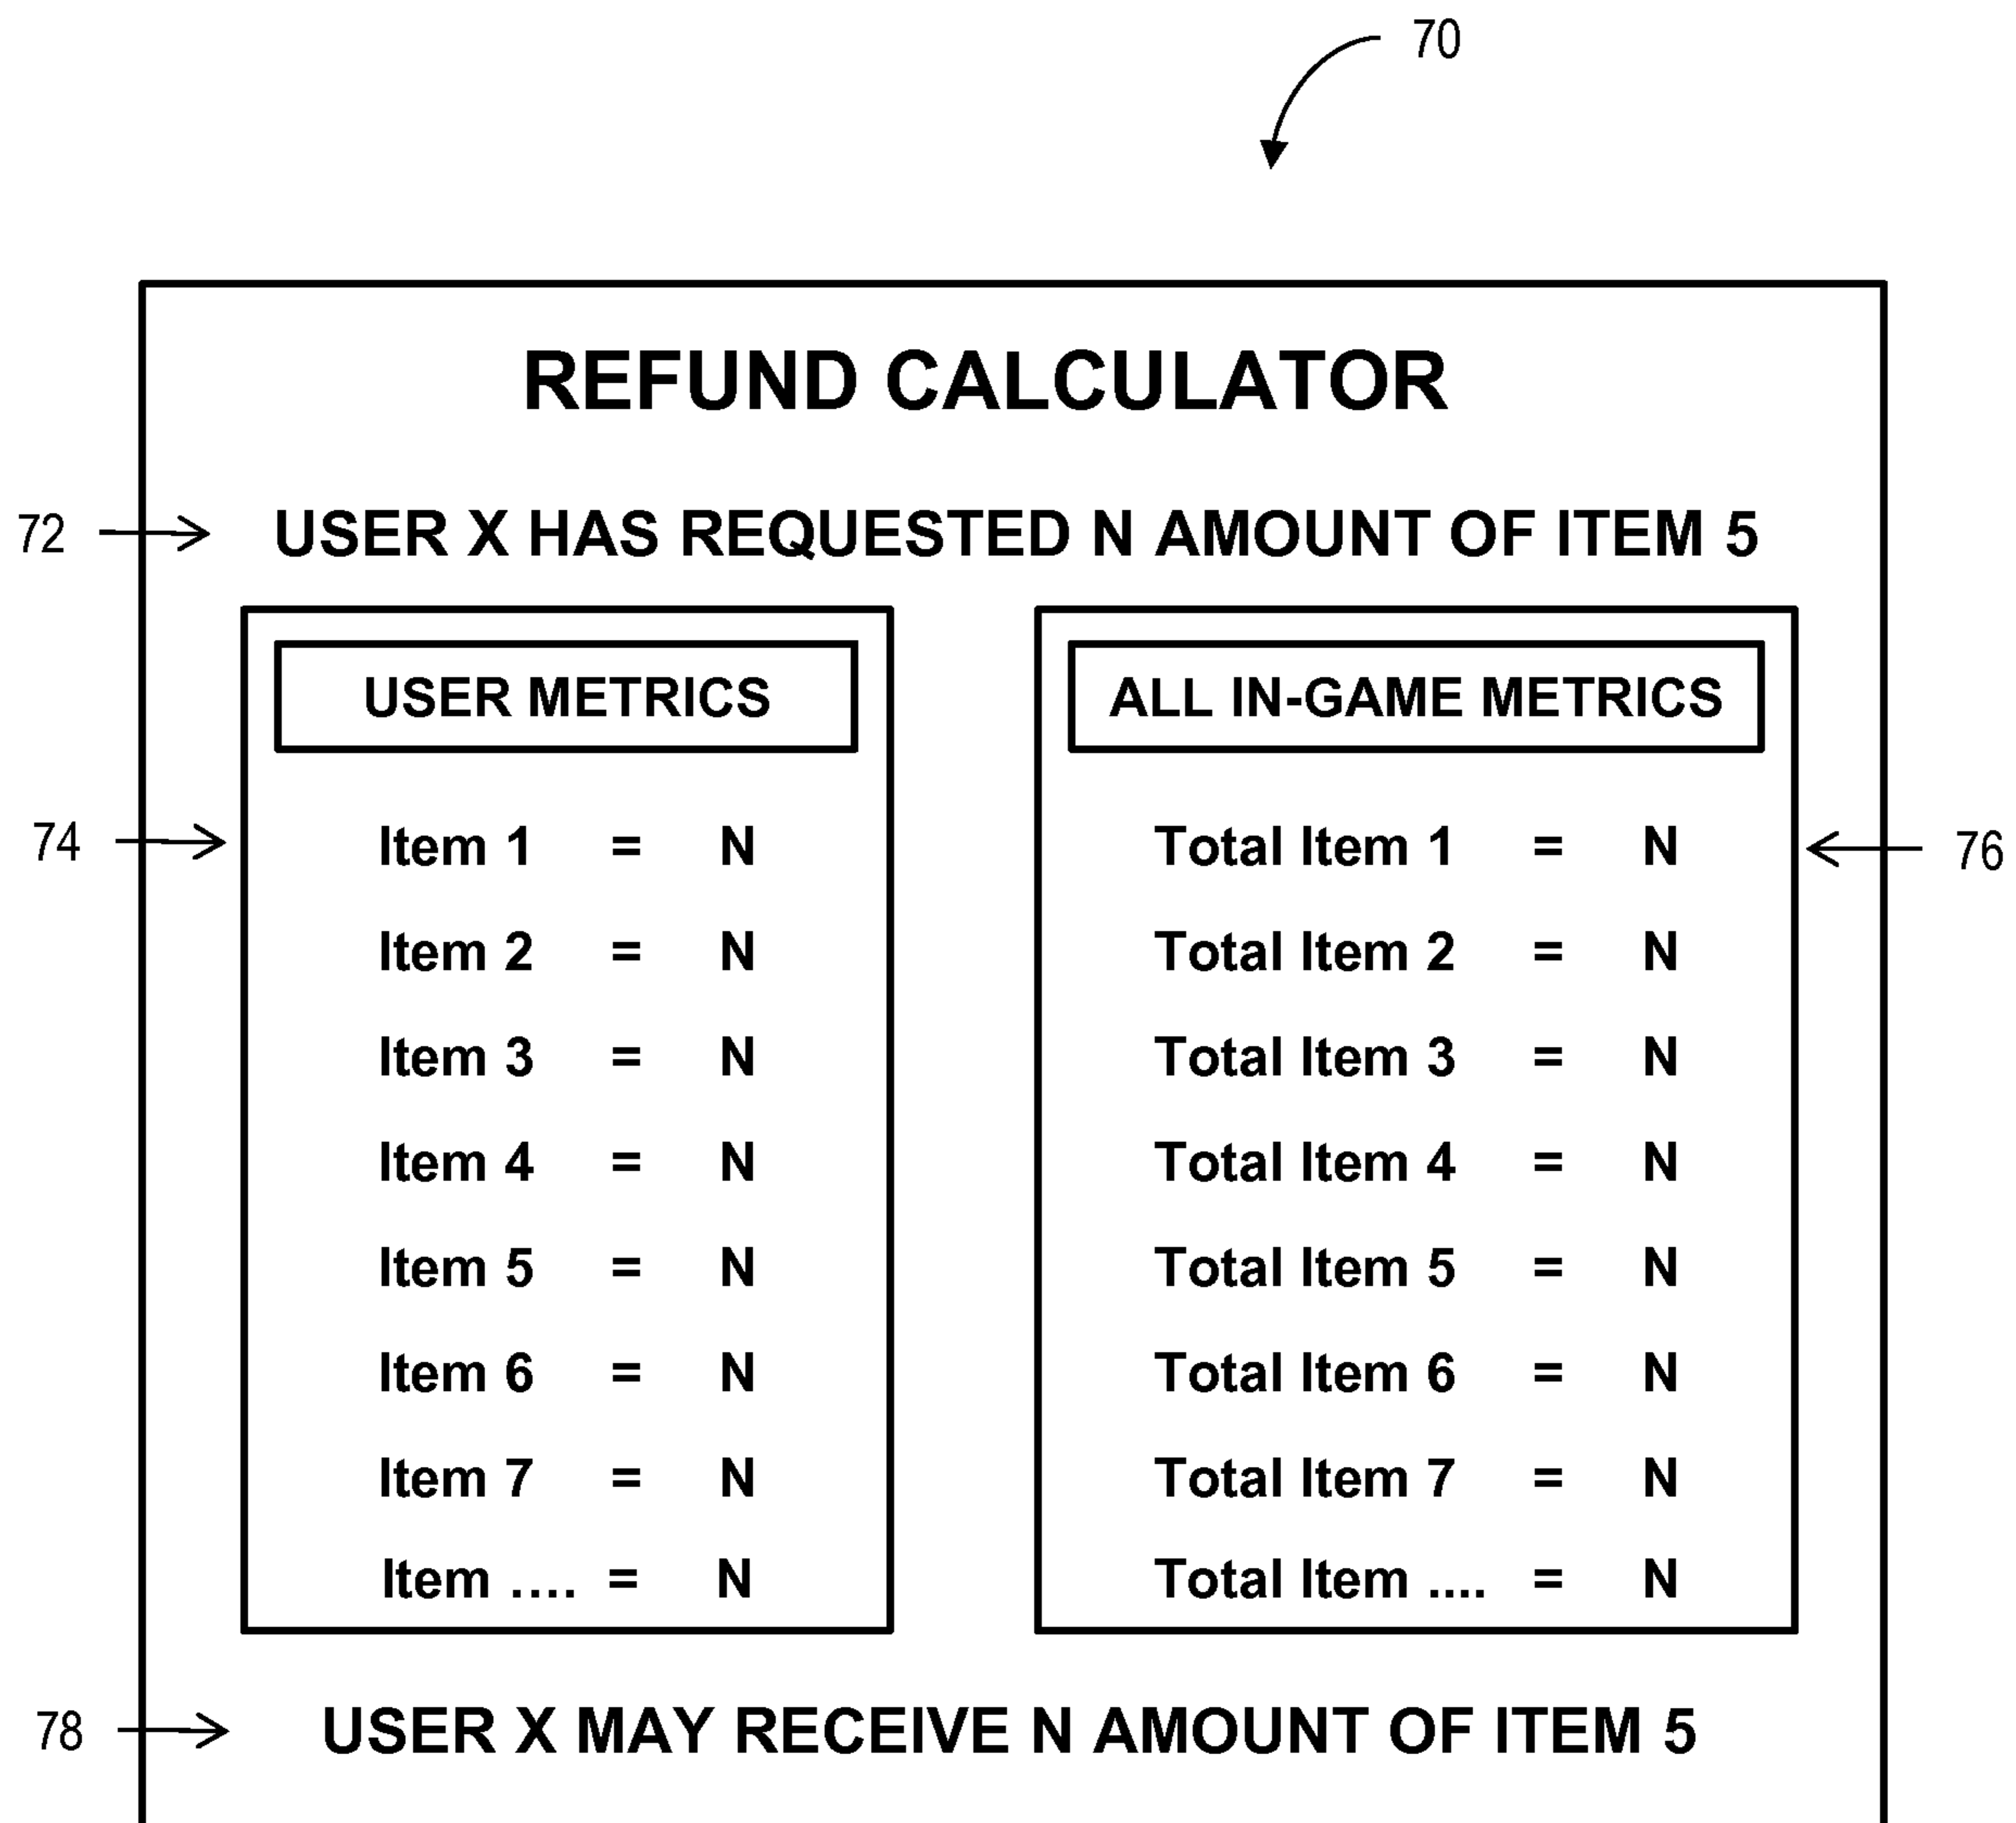 70
REFUND CALCULATOR
72
USER X HAS REQUESTED N AMOUNT OF ITEM 5
USER METRICS
74
Item 1 = N
Item 2 = N
Item 3 = N
Item 4 = N
Item 5 = N
Item 6 = N
Item 7 = N
Item .... = N
ALL IN-GAME METRICS
Total Item 1 = N
76
Total Item 2 = N
Total Item 3 = N
Total Item 4 = N
Total Item 5 = N
Total Item 6 = N
Total Item 7 = N
Total Item .... = N
78
USER X MAY RECEIVE N AMOUNT OF ITEM 5